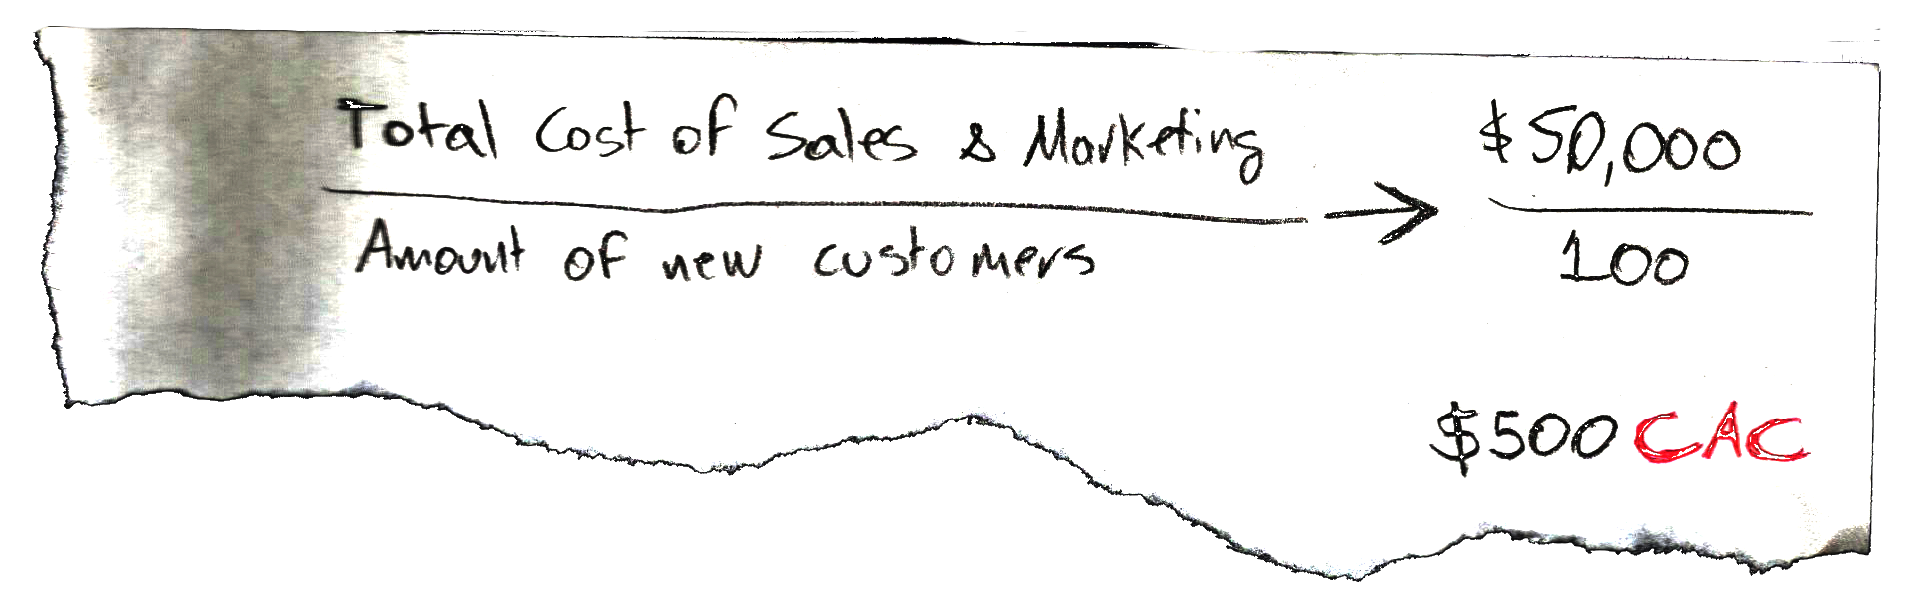 Total Cost of Sales & Marketing → $50,000
Amount of new customers 100
$500 CAC